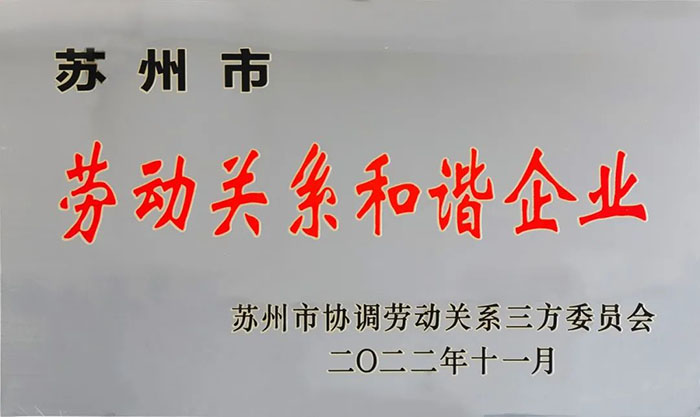 苏州市
劳动关系和谐企业
苏州市协调劳动关系三方委员会
二〇二二年十一月